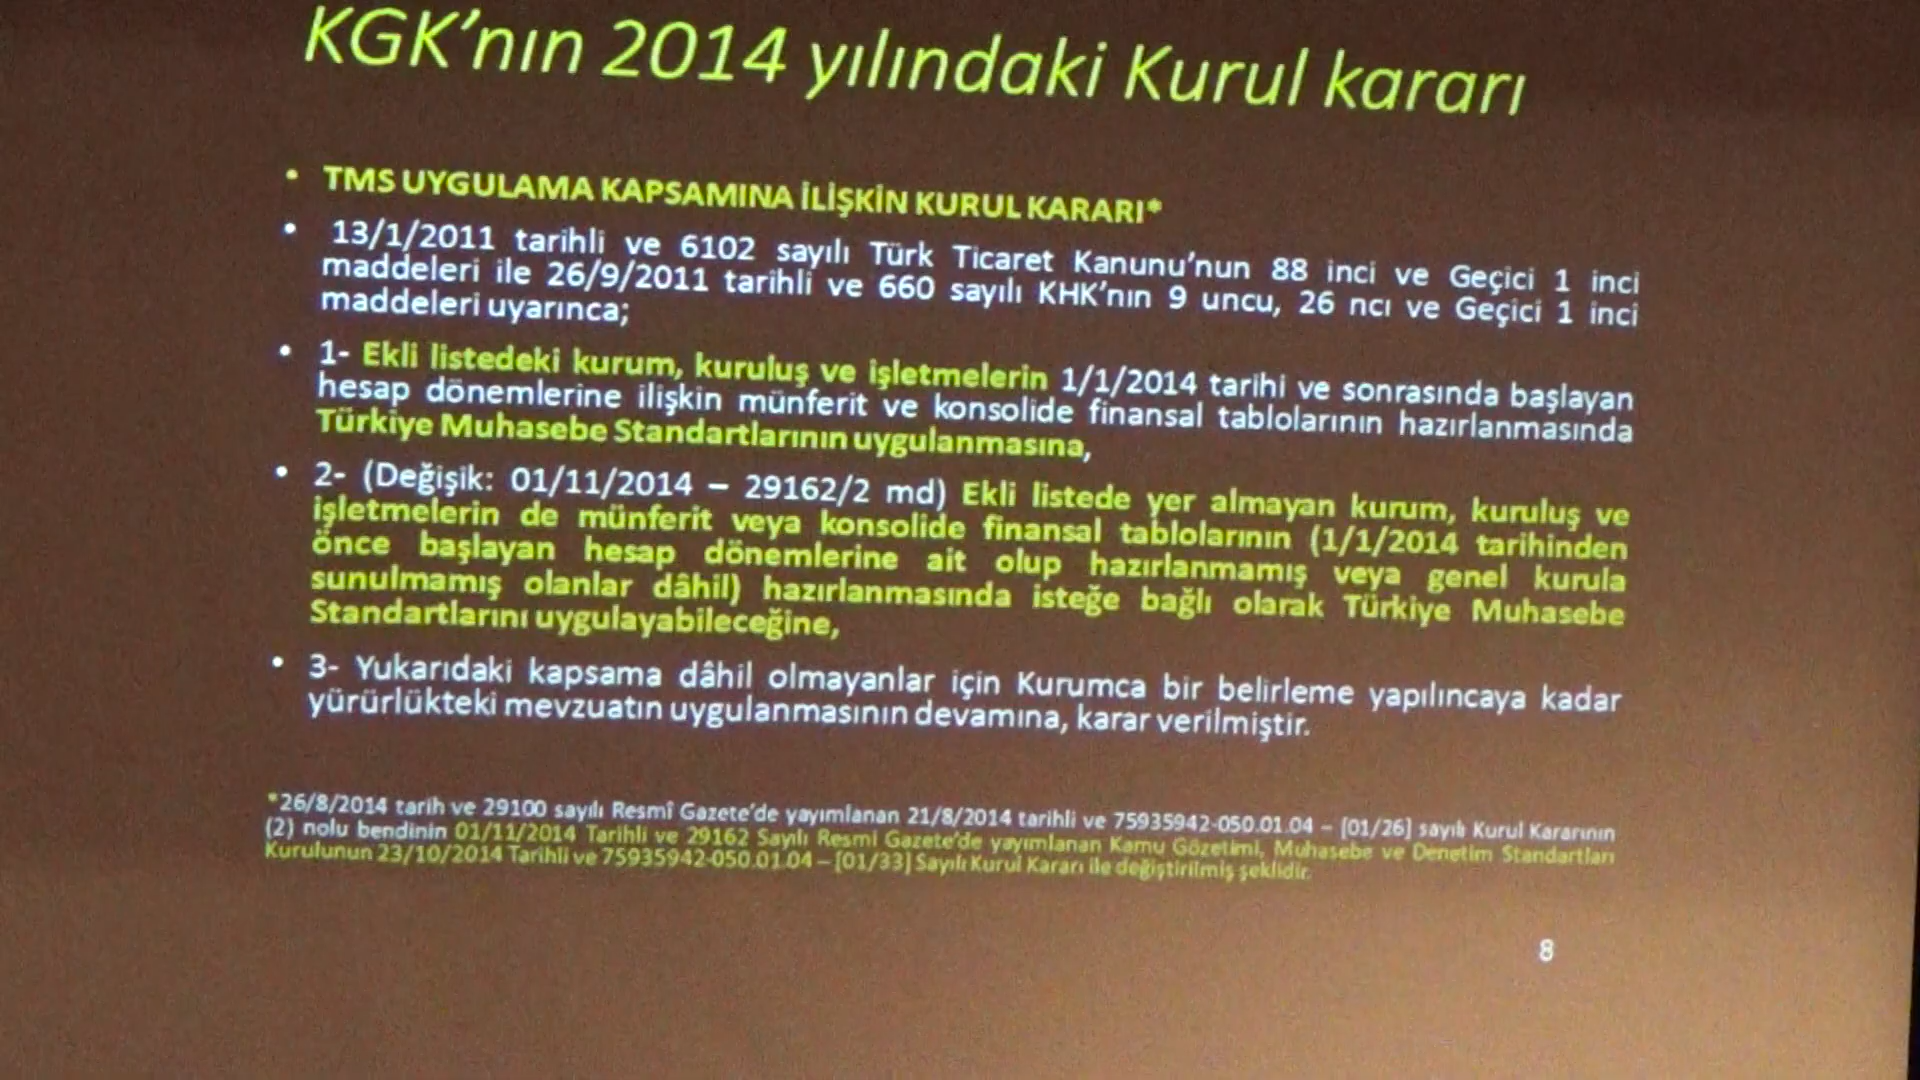 KGK’nın 2014 yılındaki Kurul kararı
• TMS UYGULAMA KAPSAMINA İLİŞKİN KURUL KARARI*
• 13/1/2011 tarihli ve 6102 sayılı Türk Ticaret Kanunu’nun 88 inci ve Geçici 1 inci
maddeleri ile 26/9/2011 tarihli ve 660 sayılı KHK’nın 9 uncu, 26 ncı ve Geçici 1 inci
maddeleri uyarınca;
• 1- Ekli listedeki kurum, kuruluş ve işletmelerin 1/1/2014 tarihi ve sonrasında başlayan
hesap dönemlerine ilişkin münferit ve konsolide finansal tablolarının hazırlanmasında
Türkiye Muhasebe Standartlarının uygulanmasına,
• 2- (Değişik: 01/11/2014 – 29162/2 md) Ekli listede yer almayan kurum, kuruluş ve
işletmelerin de münferit veya konsolide finansal tablolarının (1/1/2014 tarihinden
önce başlayan hesap dönemlerine ait olup hazırlanmamış veya genel kurula
sunulmamış olanlar dâhil) hazırlanmasında isteğe bağlı olarak Türkiye Muhasebe
Standartlarını uygulayabileceğine,
• 3- Yukarıdaki kapsama dâhil olmayanlar için Kurumca bir belirleme yapılıncaya kadar
yürürlükteki mevzuatın uygulanmasının devamına, karar verilmiştir.
*26/8/2014 tarih ve 29100 sayılı Resmî Gazete’de yayımlanan 21/8/2014 tarihli ve 75935942-050.01.04 – [01/26] sayılı Kurul Kararının
(2) nolu bendinin 01/11/2014 Tarihli ve 29162 Sayılı Resmi Gazete’de yayımlanan Kamu Gözetimi, Muhasebe ve Denetim Standartları
Kurulunun 23/10/2014 Tarihli ve 75935942-050.01.04 – [01/33] Sayılı Kurul Kararı ile değiştirilmiş şeklidir.
8